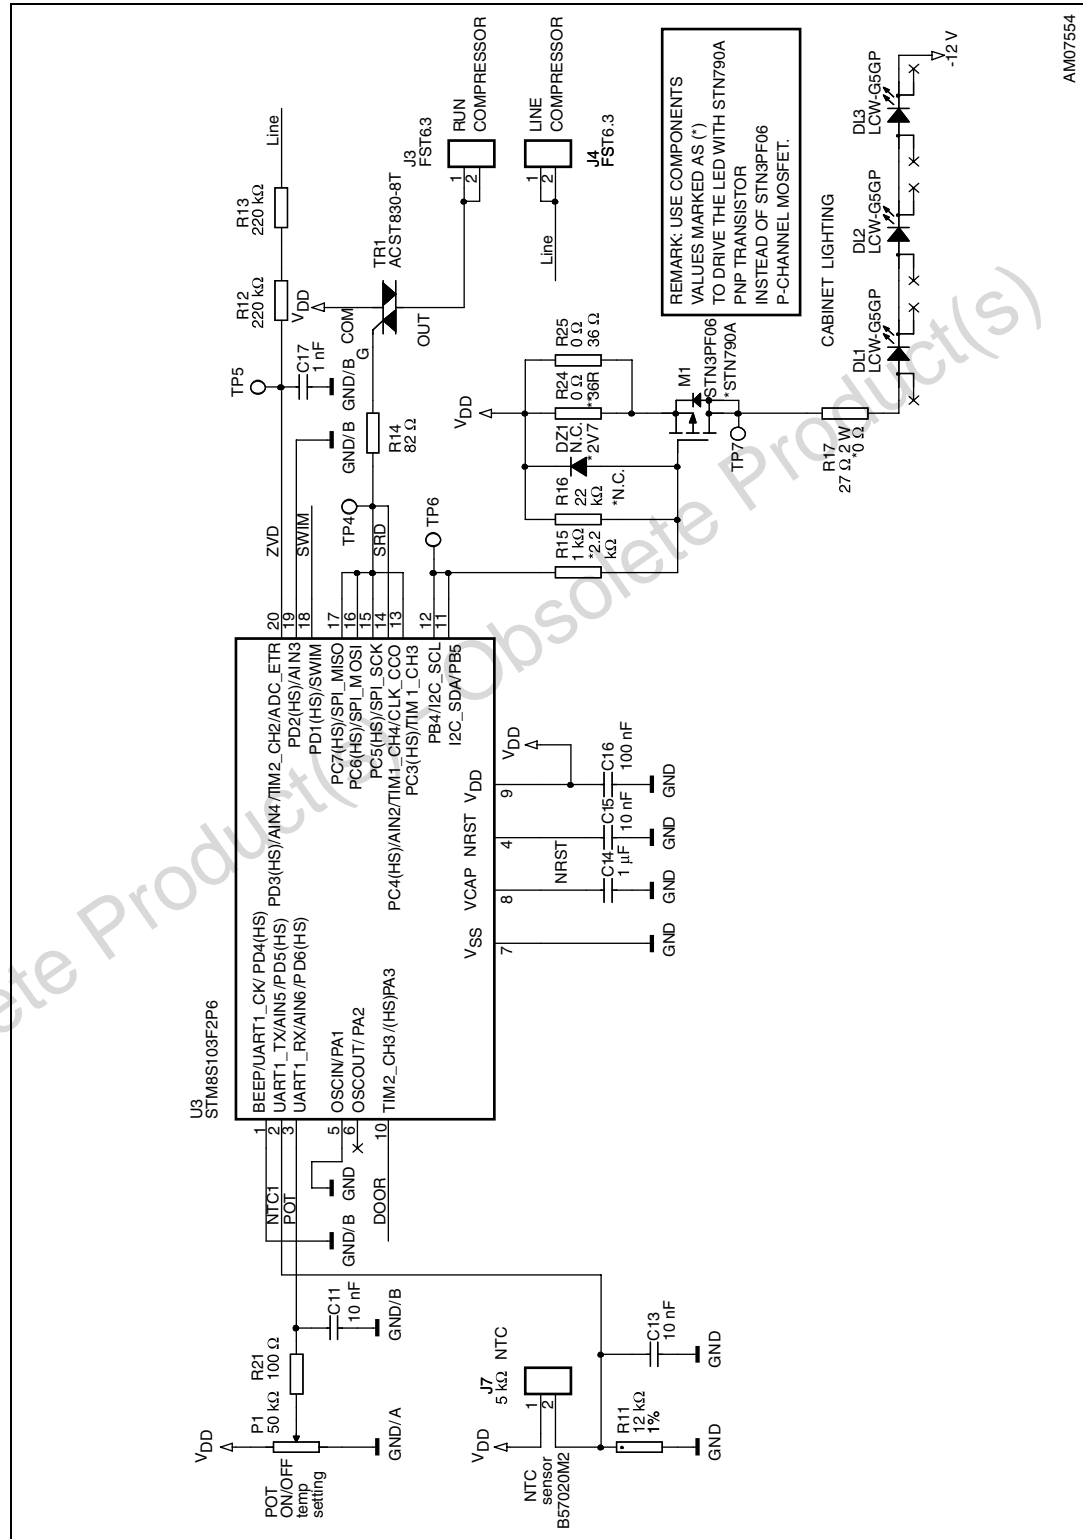 AM07554
Line
R13
220 kΩ
R12
220 kΩ
TP5
C17
1 nF
GND/B
GND/B
VDD
COM
G
OUT
TR1
ACST830-8T
J3
FST6.3
1
2
RUN
COMPRESSOR
J4
FST6.3
1
2
LINE
COMPRESSOR
Line
R14
82 Ω
TP4
SRD
ZVD
SWIM
TP6
REMARK: USE COMPONENTS
VALUES MARKED AS (*)
TO DRIVE THE LED WITH STN790A
PNP TRANSISTOR
INSTEAD OF STN3PF06
P-CHANNEL MOSFET.
VDD
R15
1 kΩ
*2.2
kΩ
R16
22
kΩ
*N.C.
DZ1
N.C.
*2V7
R24
0 Ω
*36R
R25
0 Ω
*36 Ω
M1
STN3PF06
*STN790A
TP7
R17
27 Ω 2 W
*0 Ω
CABINET LIGHTING
DL1
LCW-G5GP
DL2
LCW-G5GP
DL3
LCW-G5GP
-12 V
U3
STM8S103F2P6
20
19
18
17
16
15
14
13
12
11
PD3(HS)/AIN4/TIM2_CH2/ADC_ETR
PD2(HS)/AIN3
PD1(HS)/SWIM
PC7(HS)/SPI_MISO
PC6(HS)/SPI_MOSI
PC5(HS)/SPI_SCK
PC4(HS)/AIN2/TIM1_CH4/CLK_CCO
PC3(HS)/TIM1_CH3
PB4/I2C_SCL
I2C_SDA/PB5
BEEP/UART1_CK/ PD4(HS)
UART1_TX/AIN5/PD5(HS)
UART1_RX/AIN6/PD6(HS)
OSCIN/PA1
OSCOUT/PA2
TIM2_CH3/(HS)PA3
1
2
3
5
6
10
VSS
VCAP
NRST
VDD
7
8
4
9
NRST
VDD
C14
1 µF
C15
10 nF
C16
100 nF
GND
GND
GND
GND
NTC1
POT
DOOR
GND
GND/B
C11
10 nF
GND/B
R21
100 Ω
P1
50 kΩ
VDD
GND/A
POT
ON/OFF
temp
setting
J7
5 kΩ NTC
1
2
VDD
NTC
sensor
B57020M2
R11
12 kΩ
1%
C13
10 nF
GND
GND
ete Product(s) - Obsolete Product(s)